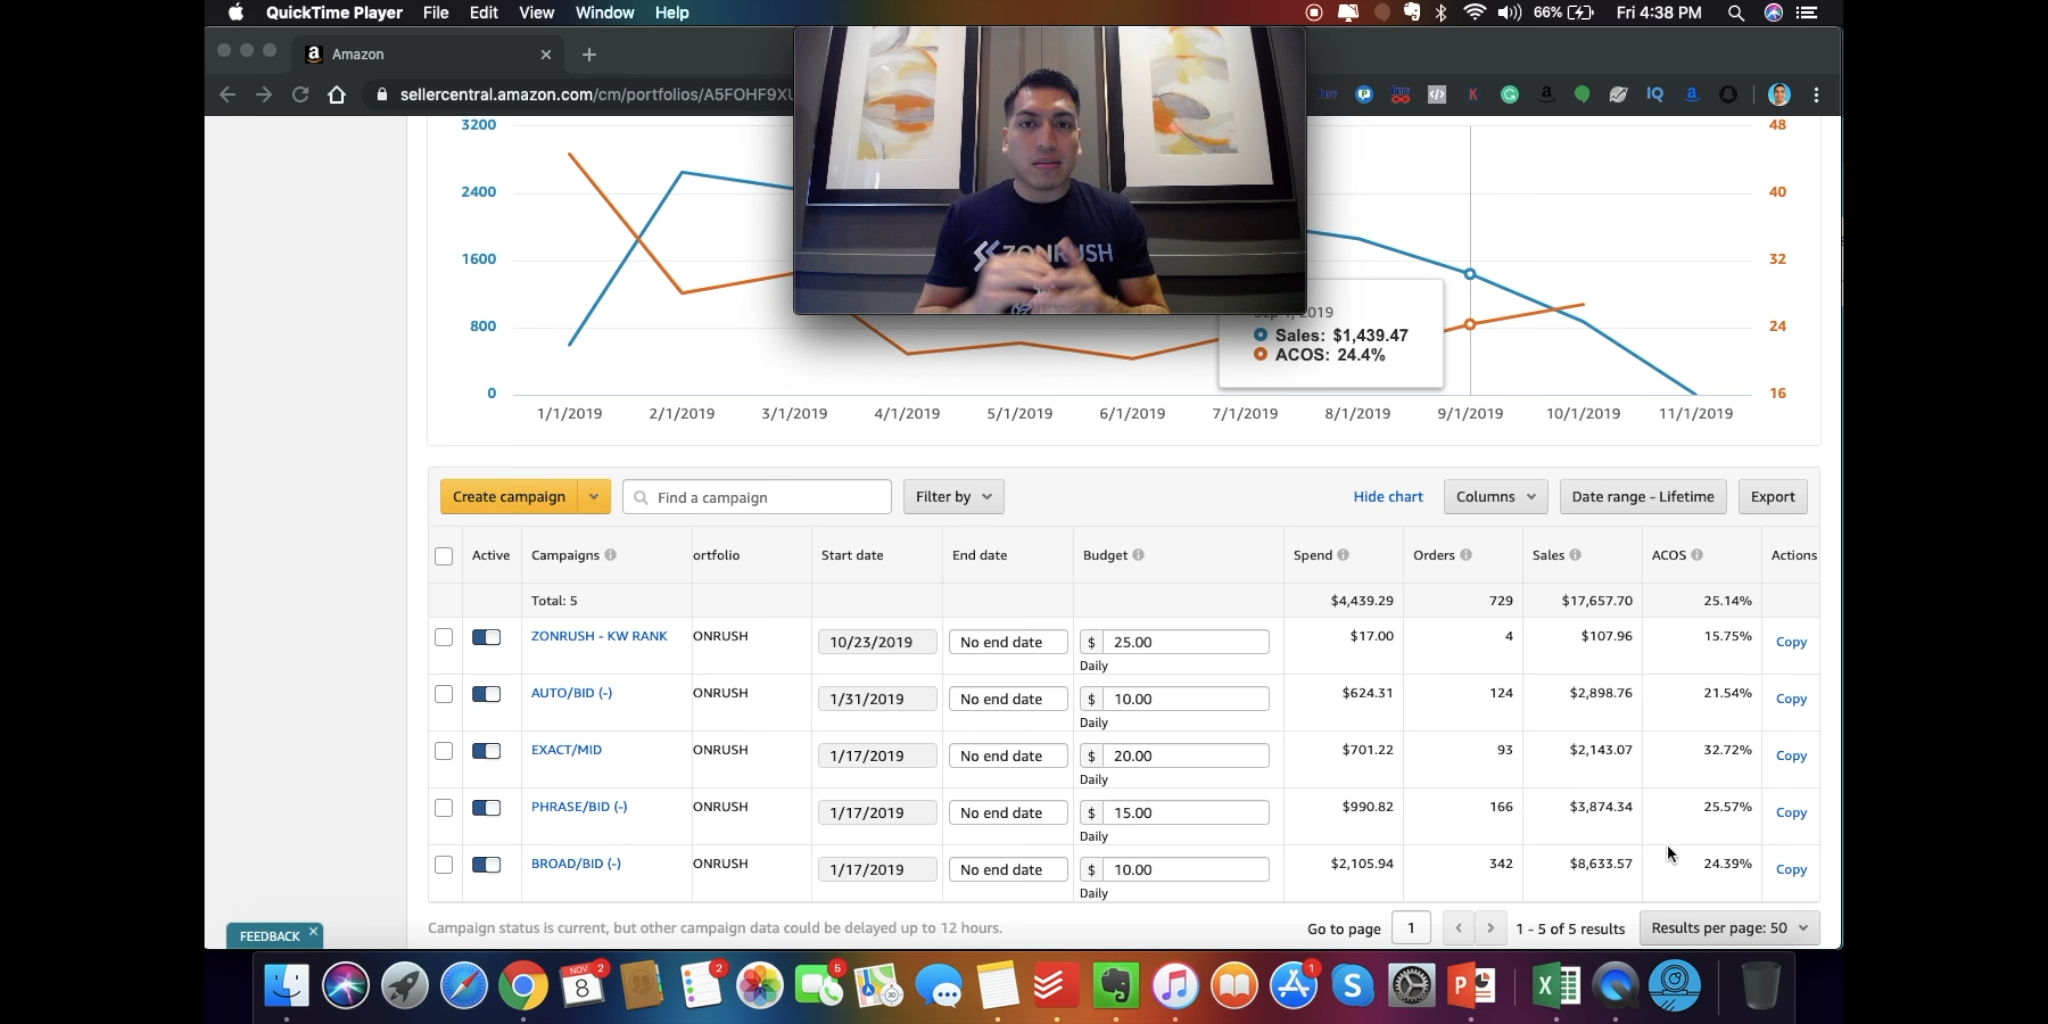 QuickTime Player File Edit View Window Help 66% Fri 4:38 PM
Amazon
sellercentral.amazon.com/cm/portfolios/A5FOHF9XU
3200 48
2400 40
1600 32
800 24
0 16
ZONRUSH
2019
Sales: $1,439.47
ACOS: 24.4%
1/1/2019 2/1/2019 3/1/2019 4/1/2019 5/1/2019 6/1/2019 7/1/2019 8/1/2019 9/1/2019 10/1/2019 11/1/2019
Create campaign Find a campaign Filter by Hide chart Columns Date range - Lifetime Export
Active Campaigns ortfolio Start date End date Budget Spend Orders Sales ACOS Actions
Total: 5 $4,439.29 729 $17,657.70 25.14%
ZONRUSH - KW RANK ONRUSH 10/23/2019 No end date $ 25.00 $17.00 4 $107.96 15.75% Copy
Daily
AUTO/BID (-) ONRUSH 1/31/2019 No end date $ 10.00 $624.31 124 $2,898.76 21.54% Copy
Daily
EXACT/MID ONRUSH 1/17/2019 No end date $ 20.00 $701.22 93 $2,143.07 32.72% Copy
Daily
PHRASE/BID (-) ONRUSH 1/17/2019 No end date $ 15.00 $990.82 166 $3,874.34 25.57% Copy
Daily
BROAD/BID (-) ONRUSH 1/17/2019 No end date $ 10.00 $2,105.94 342 $8,633.57 24.39% Copy
Daily
Campaign status is current, but other campaign data could be delayed up to 12 hours. Go to page 1 1 - 5 of 5 results Results per page: 50
FEEDBACK
NOV 8 2 2 5 1